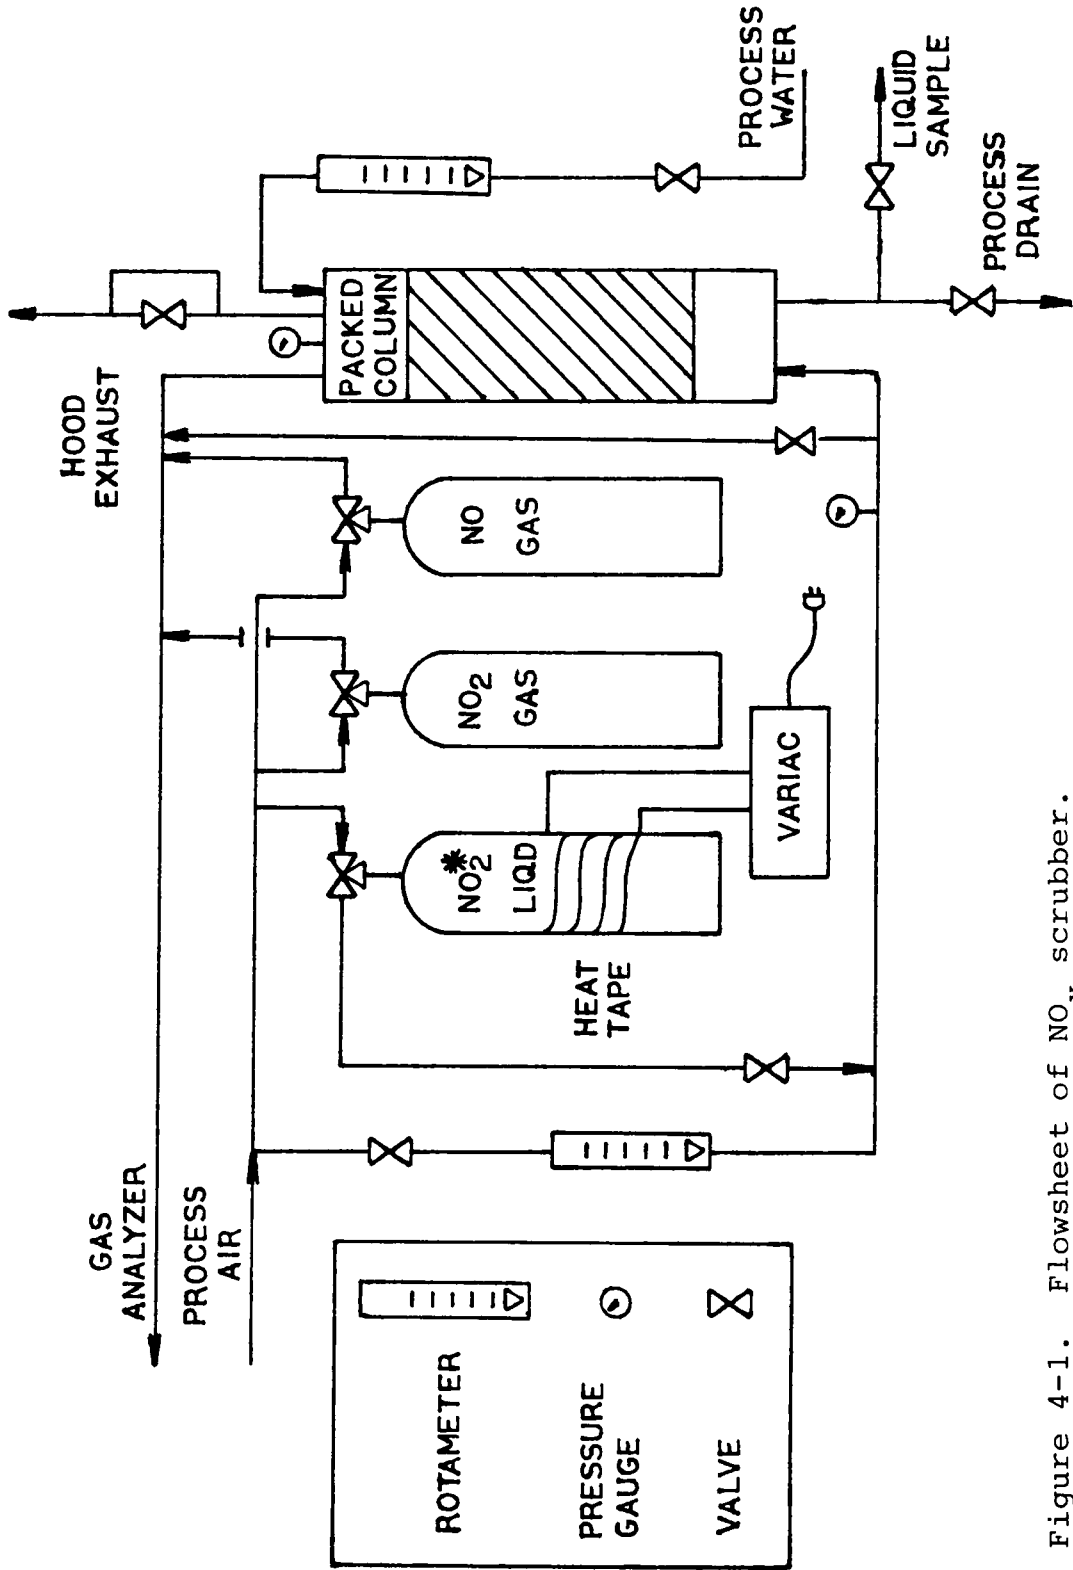 HOOD
EXHAUST
GAS
ANALYZER
PROCESS
AIR
PACKED
COLUMN
PROCESS
WATER
NO GAS
NO2 GAS
NO2*
LIQD
HEAT
TAPE
VARIAC
LIQUID
SAMPLE
PROCESS
DRAIN
ROTAMETER
PRESSURE
GAUGE
VALVE
Figure 4-1. Flowsheet of NOx scrubber.